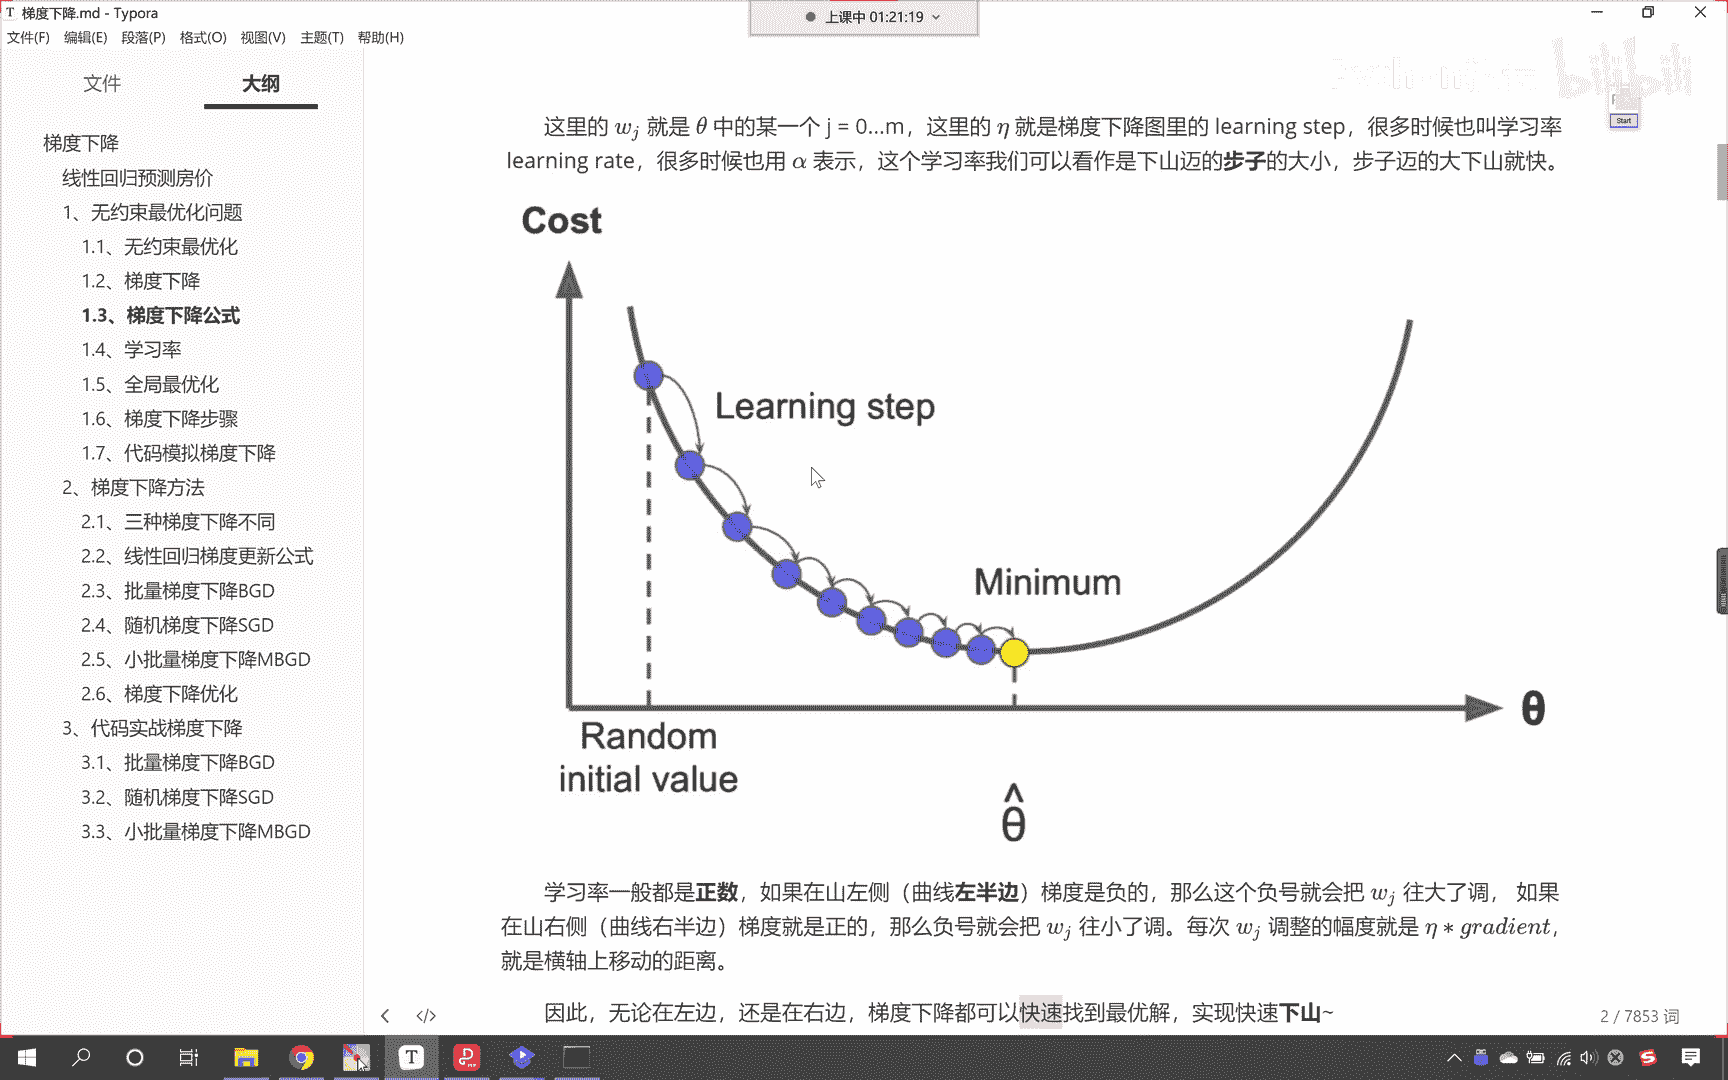 梯度下降.md - Typora
上课中 01:21:19
文件(F) 编辑(E) 段落(P) 格式(O) 视图(V) 主题(T) 帮助(H)
文件 大纲
梯度下降
线性回归预测房价
1、无约束最优化问题
1.1、无约束最优化
1.2、梯度下降
1.3、梯度下降公式
1.4、学习率
1.5、全局最优化
1.6、梯度下降步骤
1.7、代码模拟梯度下降
2、梯度下降方法
2.1、三种梯度下降不同
2.2、线性回归梯度更新公式
2.3、批量梯度下降BGD
2.4、随机梯度下降SGD
2.5、小批量梯度下降MBGD
2.6、梯度下降优化
3、代码实战梯度下降
3.1、批量梯度下降BGD
3.2、随机梯度下降SGD
3.3、小批量梯度下降MBGD
bilibili
Start
这里的 w_j 就是 θ 中的某一个 j = 0...m，这里的 η 就是梯度下降图里的 learning step，很多时候也叫学习率
learning rate，很多时候也用 α 表示，这个学习率我们可以看作是下山迈的步子的大小，步子迈的大下山就快。
Cost
Learning step
Minimum
θ
Random
initial value
θ̂
学习率一般都是正数，如果在山左侧（曲线左半边）梯度是负的，那么这个负号就会把 w_j 往大了调， 如果
在山右侧（曲线右半边）梯度就是正的，那么负号就会把 w_j 往小了调。每次 w_j 调整的幅度就是 η * gradient，
就是横轴上移动的距离。
因此，无论在左边，还是在右边，梯度下降都可以快速找到最优解，实现快速下山~
2 / 7853 词